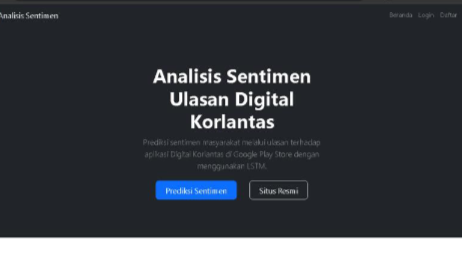 Analisis Sentimen
Beranda Login Daftar
Analisis Sentimen
Ulasan Digital
Korlantas
Prediksi sentimen masyarakat melalui ulasan terhadap
aplikasi Digital Korlantas di Google Play Store dengan
menggunakan LSTM.
Prediksi Sentimen
Situs Resmi